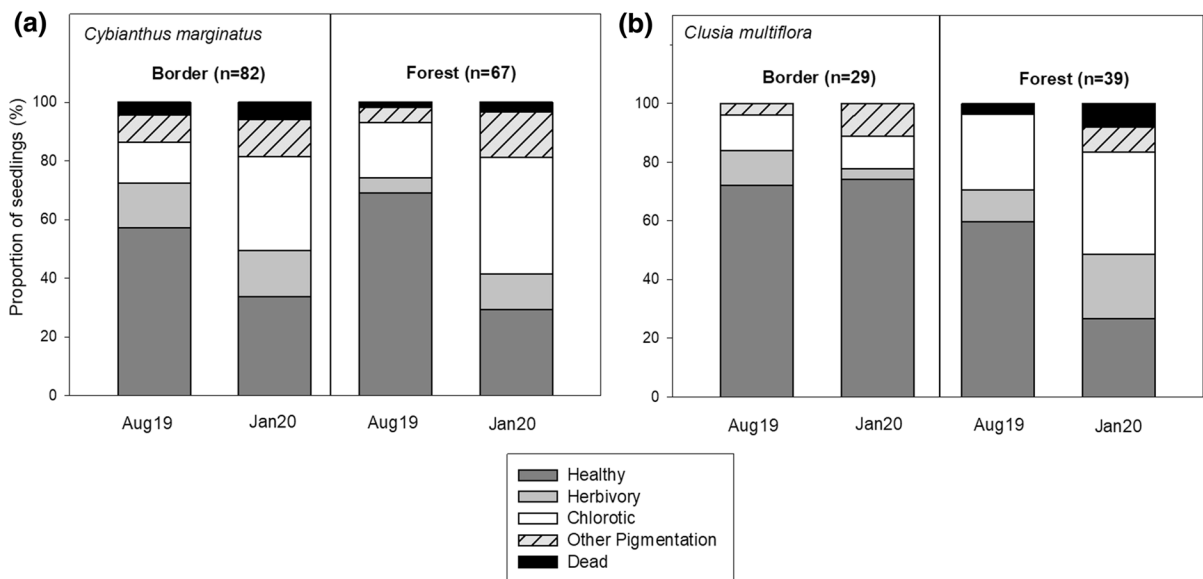 (a)
Cybianthus marginatus
Border (n=82)
Forest (n=67)
Proportion of seedlings (%)
100
80
60
40
20
0
Aug19
Jan20
Aug19
Jan20
(b)
Clusia multiflora
Border (n=29)
Forest (n=39)
100
80
60
40
20
0
Aug19
Jan20
Aug19
Jan20
Healthy
Herbivory
Chlorotic
Other Pigmentation
Dead